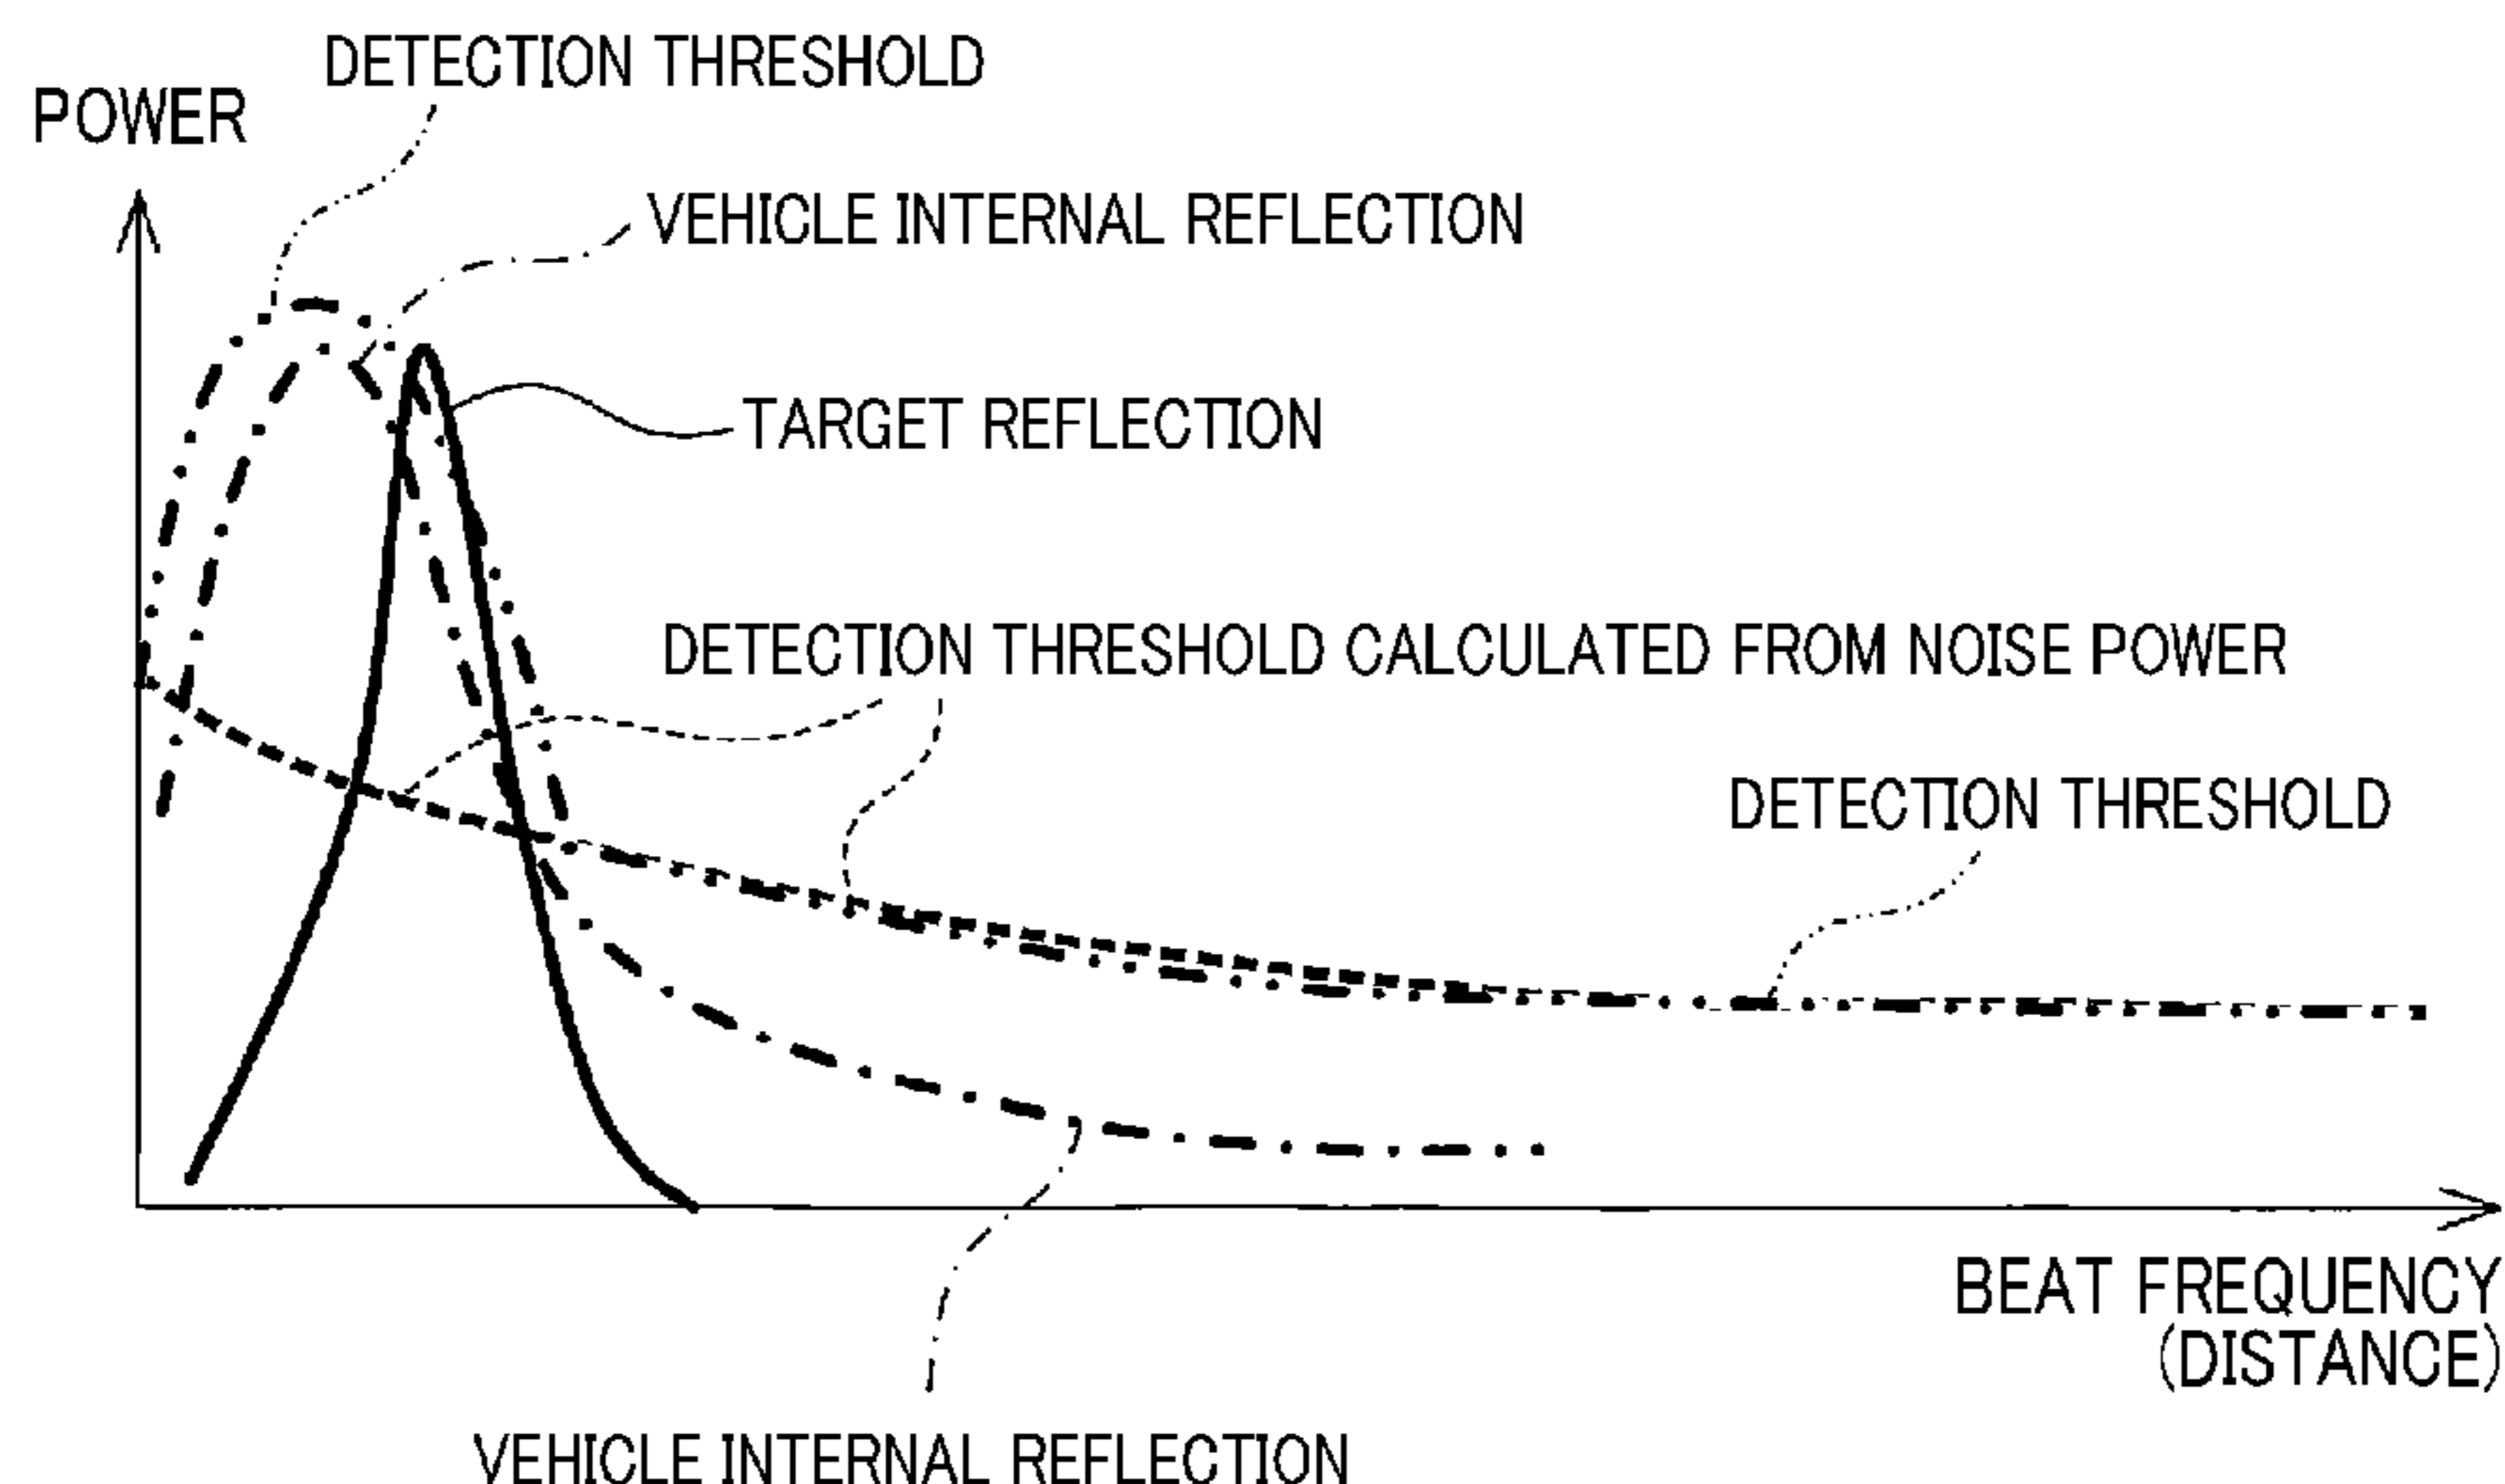 DETECTION THRESHOLD
POWER
VEHICLE INTERNAL REFLECTION
TARGET REFLECTION
DETECTION THRESHOLD CALCULATED FROM NOISE POWER
DETECTION THRESHOLD
BEAT FREQUENCY
(DISTANCE)
VEHICLE INTERNAL REFLECTION